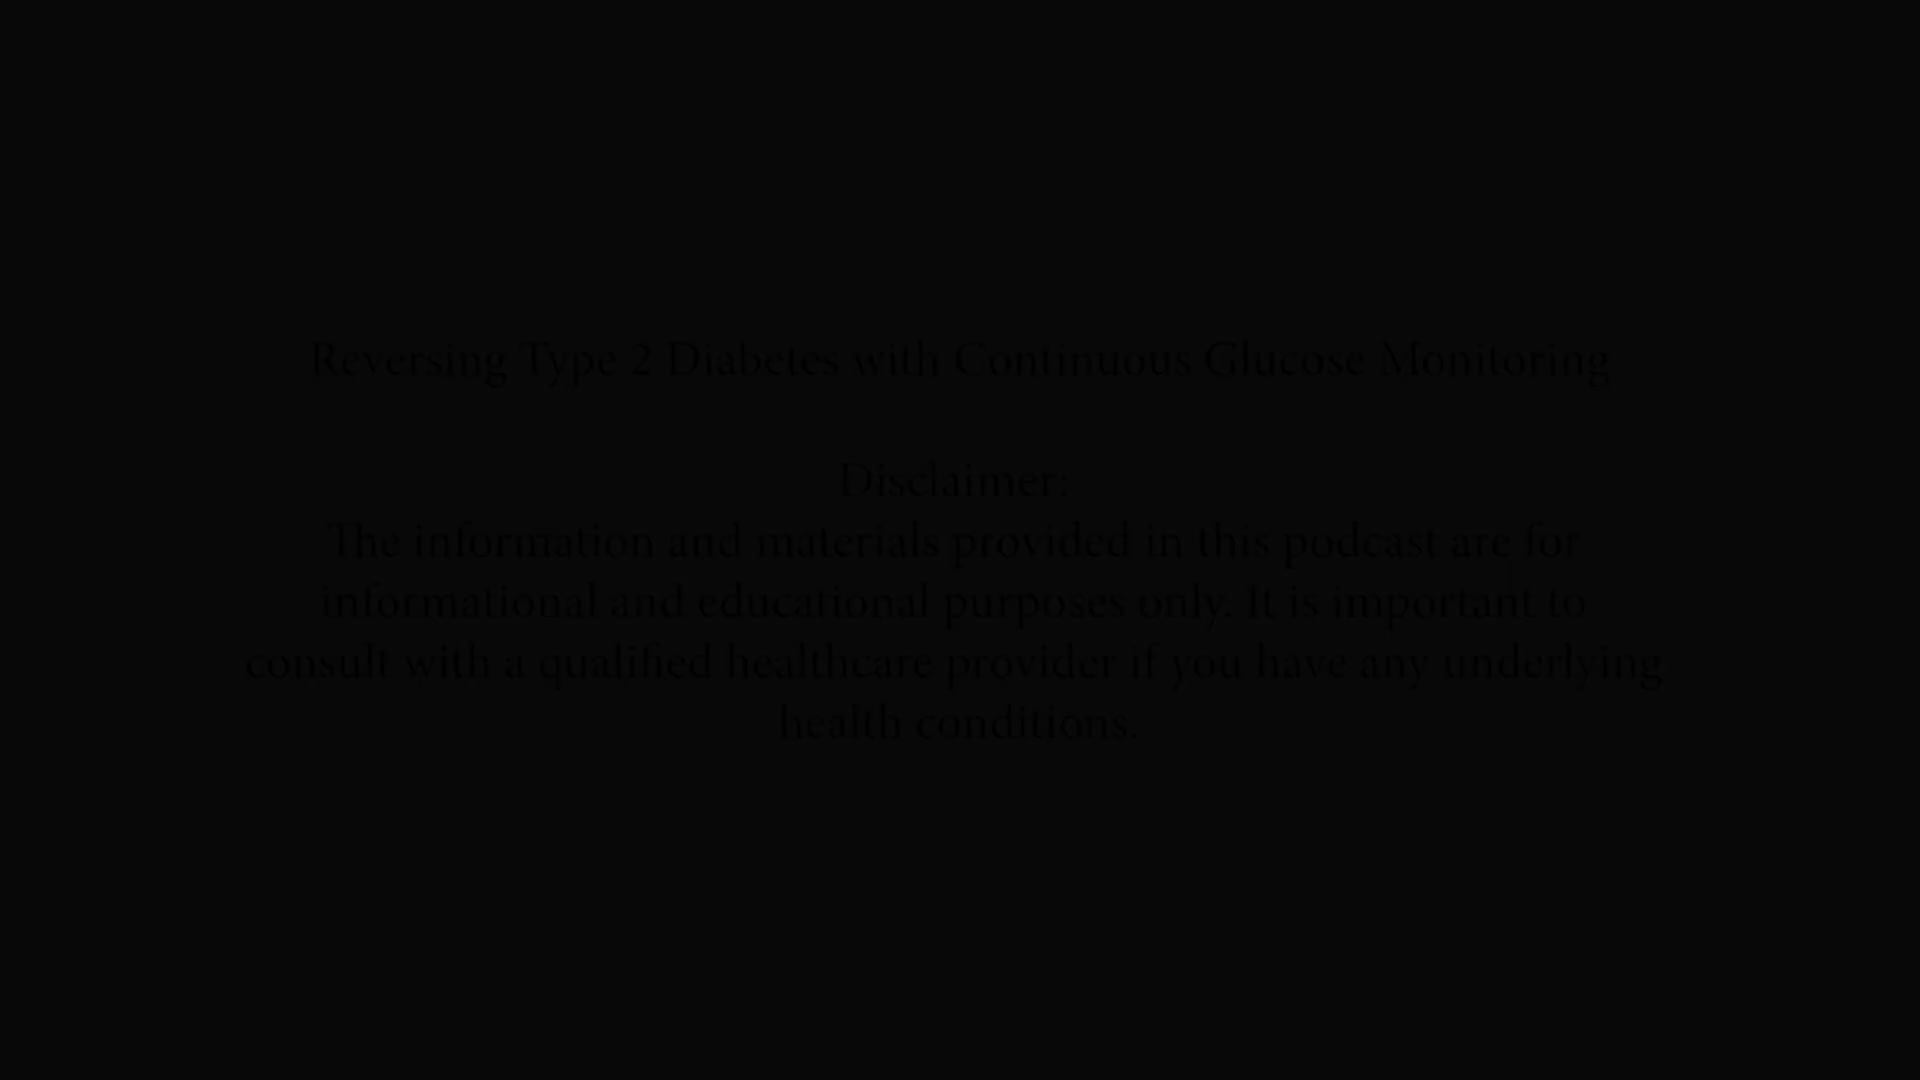 Reversing Type 2 Diabetes with Continuous Glucose Monitoring
Disclaimer:
The information and materials provided in this podcast are for
informational and educational purposes only. It is important to
consult with a qualified healthcare provider if you have any underlying
health conditions.